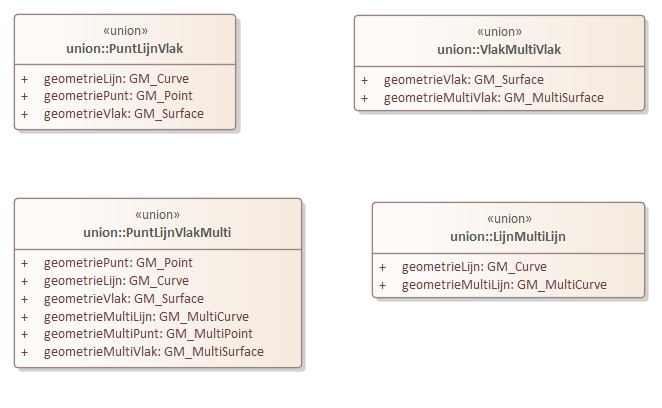 «union»
union::PuntLijnVlak
+ geometrieLijn: GM_Curve
+ geometriePunt: GM_Point
+ geometrieVlak: GM_Surface
«union»
union::VlakMultiVlak
+ geometrieVlak: GM_Surface
+ geometrieMultiVlak: GM_MultiSurface
«union»
union::PuntLijnVlakMulti
+ geometriePunt: GM_Point
+ geometrieLijn: GM_Curve
+ geometrieVlak: GM_Surface
+ geometrieMultiLijn: GM_MultiCurve
+ geometrieMultiPunt: GM_MultiPoint
+ geometrieMultiVlak: GM_MultiSurface
«union»
union::LijnMultiLijn
+ geometrieLijn: GM_Curve
+ geometrieMultiLijn: GM_MultiCurve